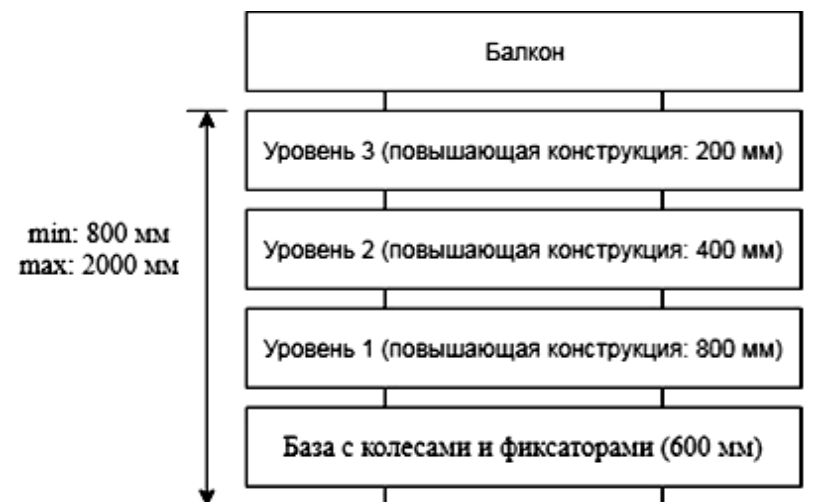 Балкон
Уровень 3 (повышающая конструкция: 200 мм)
min: 800 мм
max: 2000 мм
Уровень 2 (повышающая конструкция: 400 мм)
Уровень 1 (повышающая конструкция: 800 мм)
База с колесами и фиксаторами (600 мм)